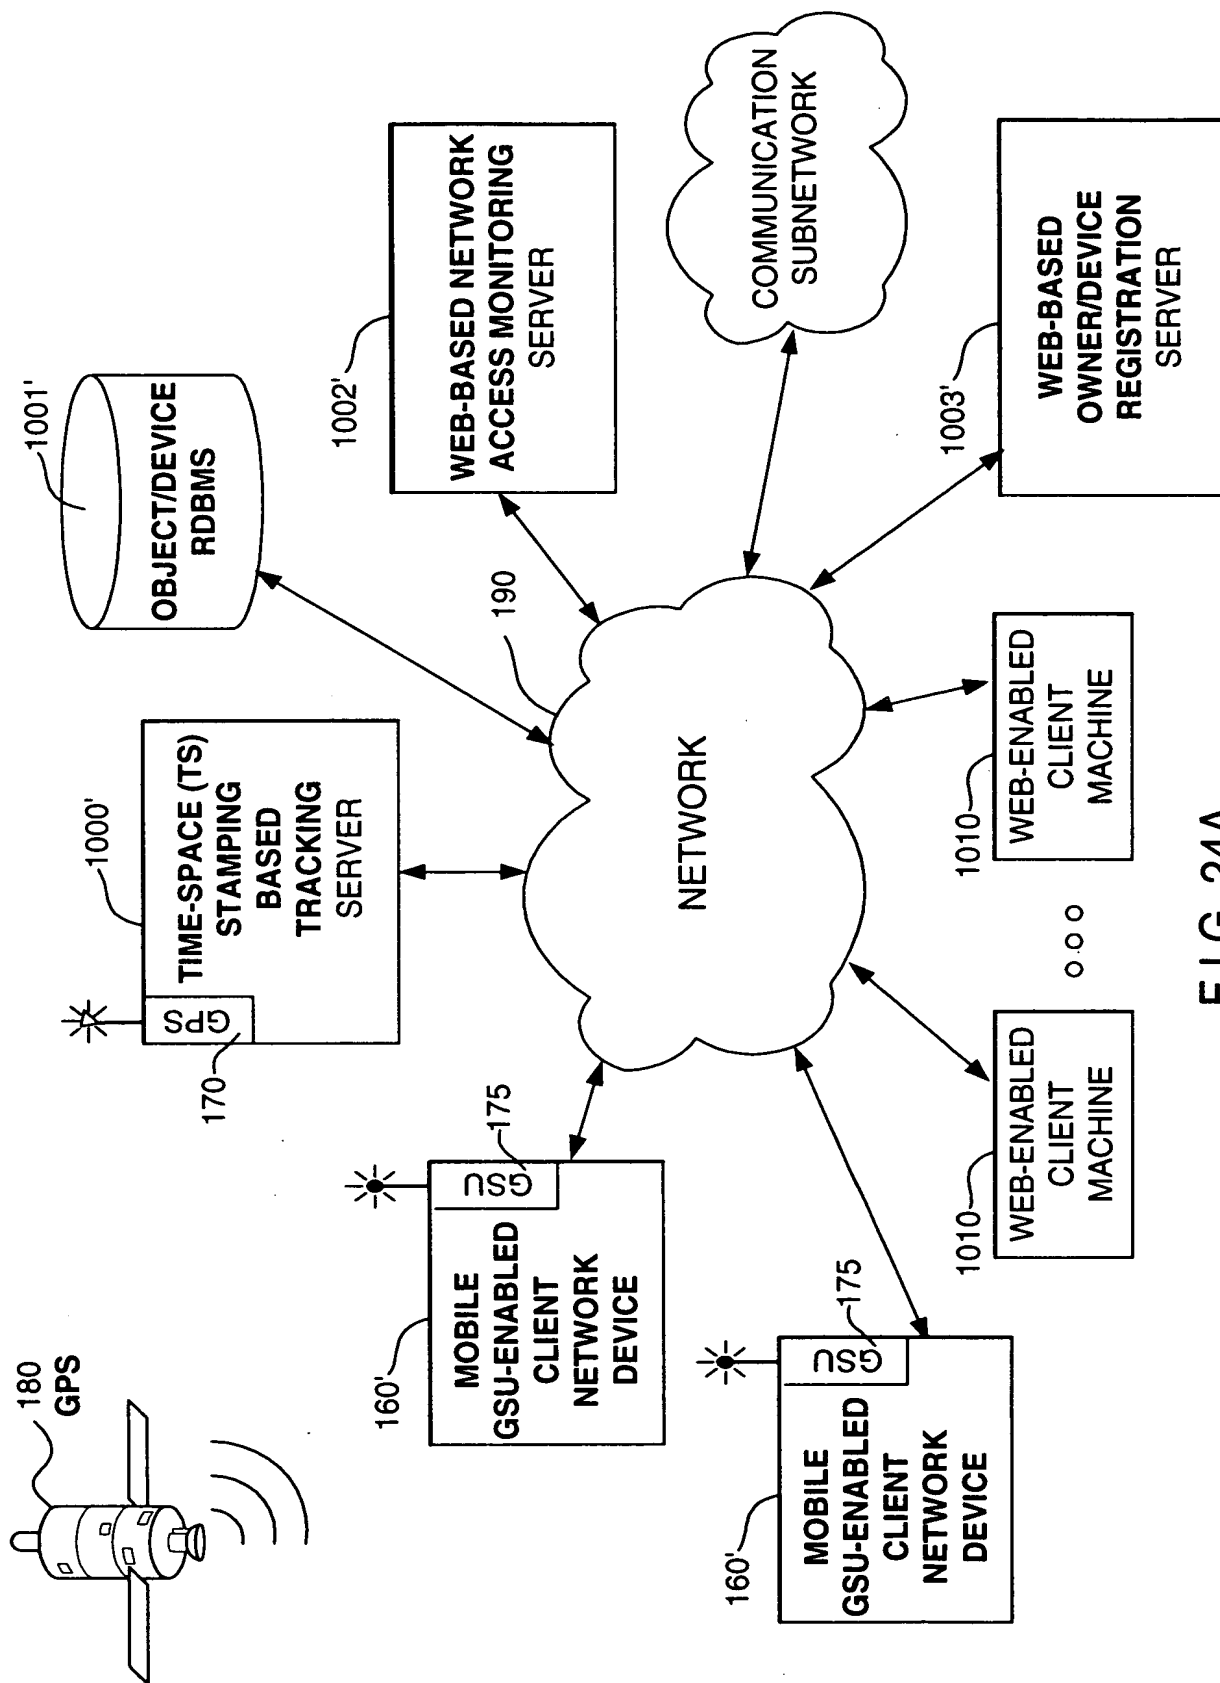 180
GPS
1000'
TIME-SPACE (TS)
STAMPING
BASED
TRACKING
SERVER
GPS
170
1001'
OBJECT/DEVICE
RDBMS
1002'
WEB-BASED NETWORK
ACCESS MONITORING
SERVER
190
NETWORK
COMMUNICATION
SUBNETWORK
160'
MOBILE
GSU-ENABLED
CLIENT
NETWORK
DEVICE
GSU
175
160'
MOBILE
GSU-ENABLED
CLIENT
NETWORK
DEVICE
GSU
175
1010
WEB-ENABLED
CLIENT
MACHINE
1010
WEB-ENABLED
CLIENT
MACHINE
1003'
WEB-BASED
OWNER/DEVICE
REGISTRATION
SERVER
FIG. 24A